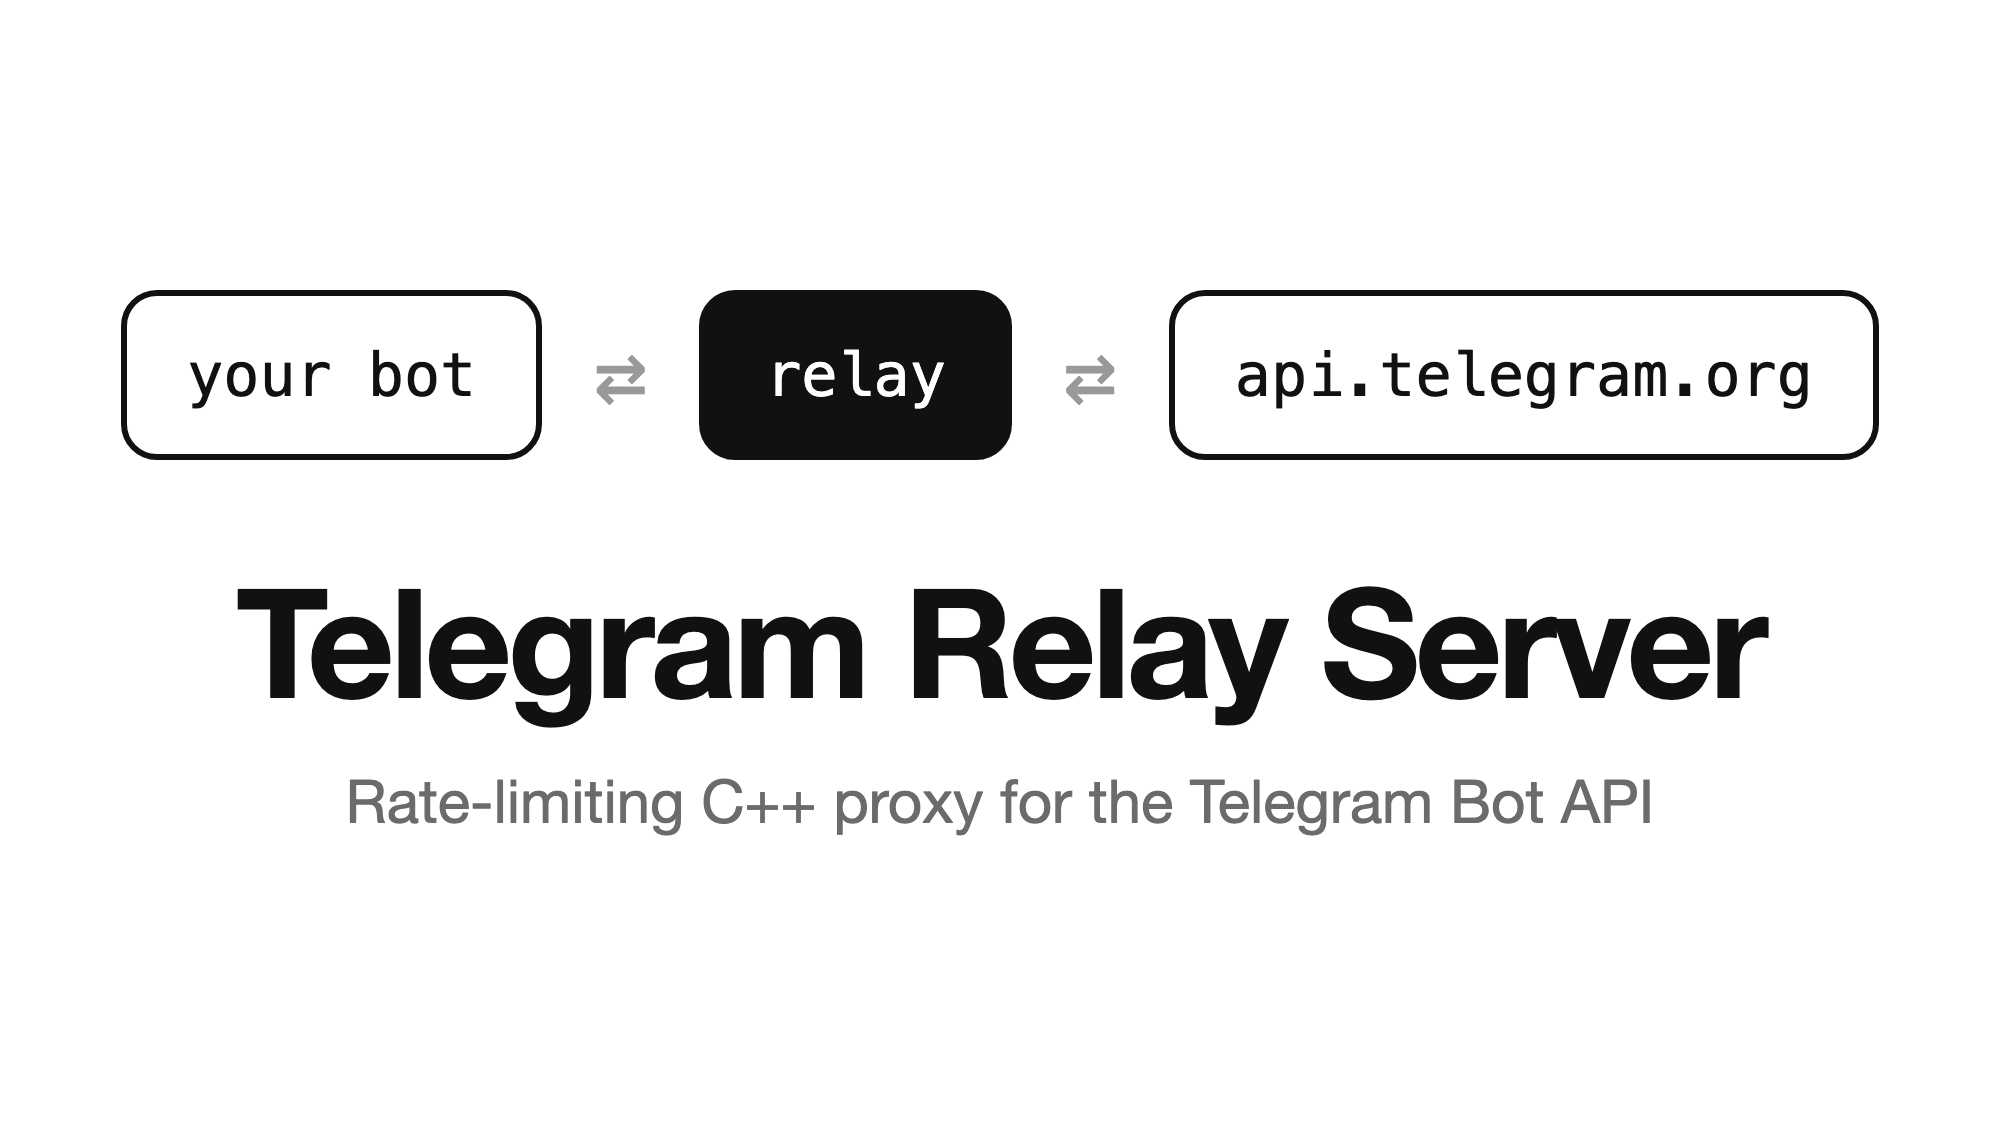 your bot ⇄ relay ⇄ api.telegram.org
Telegram Relay Server
Rate-limiting C++ proxy for the Telegram Bot API